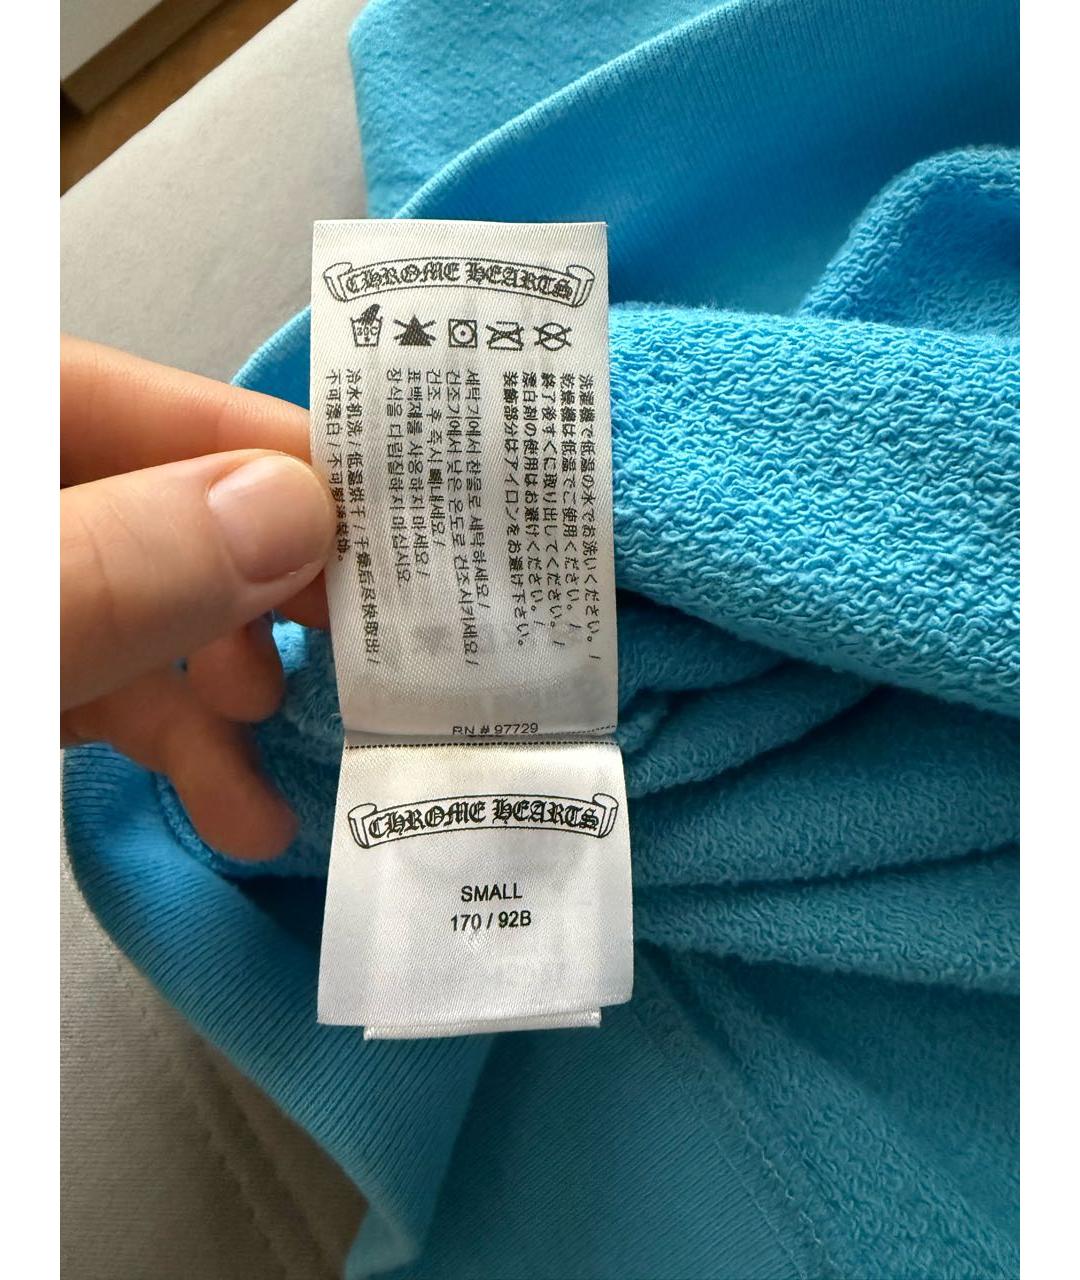 CHROME HEARTS
30C
洗濯機で低温の水でお洗いください。/
乾燥機は低温でご使用ください。/
終了後すぐに取り出してください。/
漂白剤の使用はお避けください。/
装飾部分はアイロンをお避け下さい。
세탁기에서 찬물로 세탁하세요 /
건조기에서 낮은 온도로 건조시키세요 /
건조 후 즉시 빼내세요 /
표백제를 사용하지 마세요 /
장식을 다림질하지 마십시요
冷水机洗 / 低温烘干 / 干燥后尽快取出 /
不可漂白 / 不可熨烫装饰。
RN # 97729
CHROME HEARTS
SMALL
170 / 92B